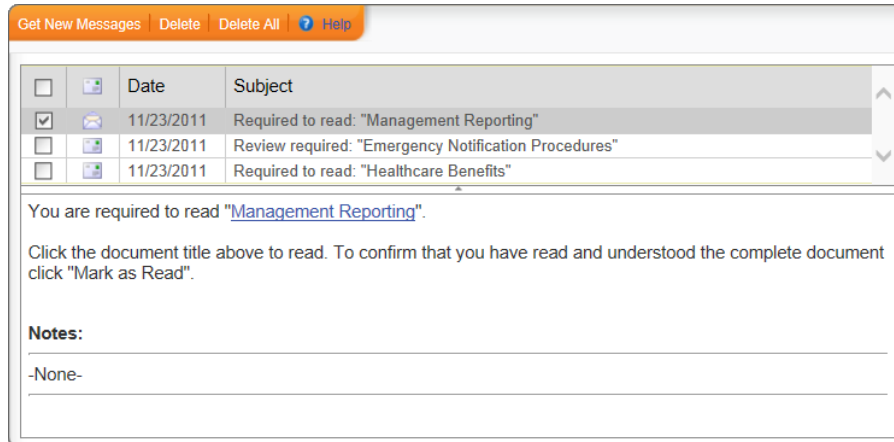 Get New Messages Delete Delete All Help
Date Subject
11/23/2011 Required to read: "Management Reporting"
11/23/2011 Review required: "Emergency Notification Procedures"
11/23/2011 Required to read: "Healthcare Benefits"
You are required to read "Management Reporting".
Click the document title above to read. To confirm that you have read and understood the complete document
click "Mark as Read".
Notes:
-None-